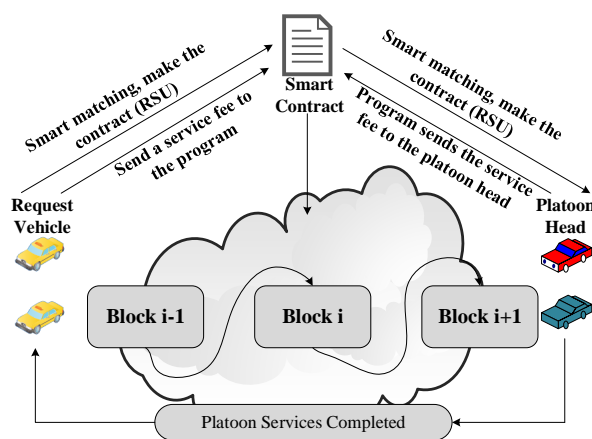 Smart
Contract
Smart matching, make the
contract (RSU)
Send a service fee to
the program
Smart matching, make the
contract (RSU)
Program sends the service
fee to the platoon head
Request
Vehicle
Platoon
Head
Block i-1
Block i
Block i+1
Platoon Services Completed